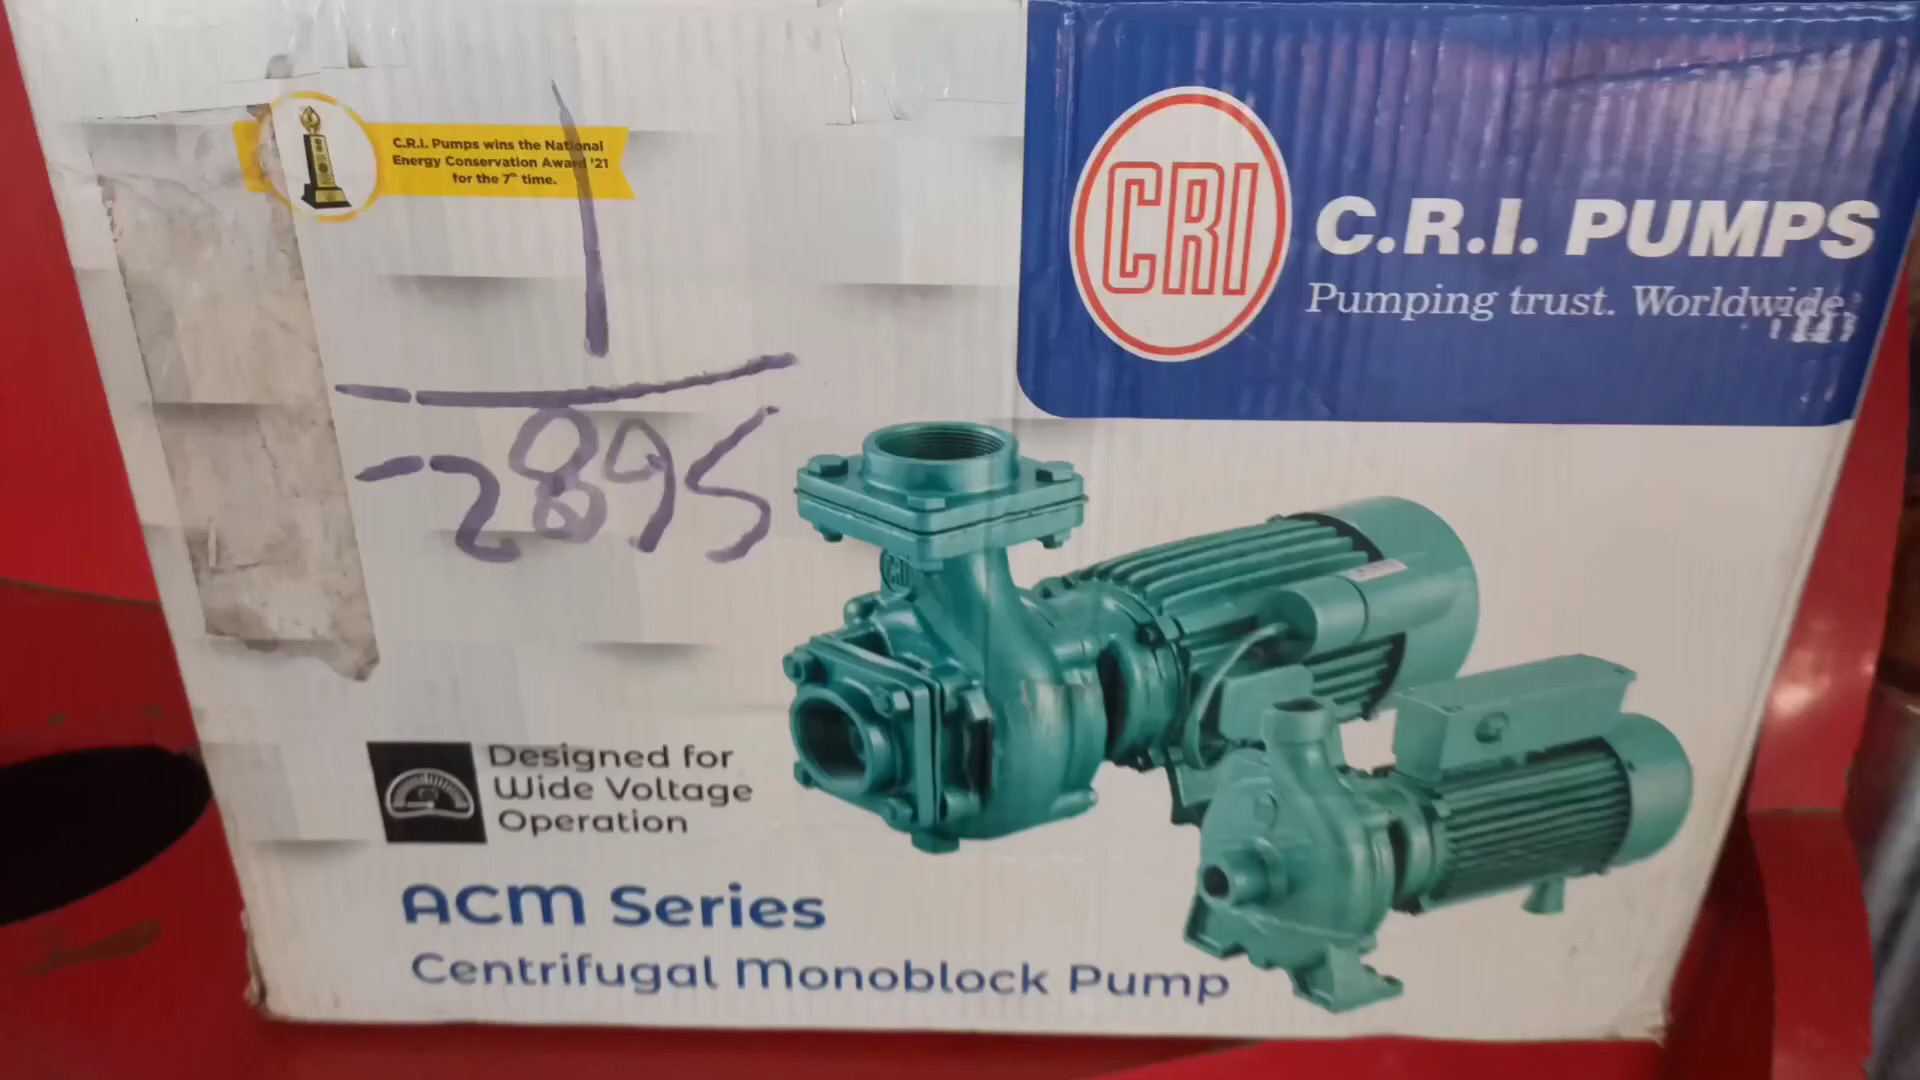 C.R.I. Pumps wins the National
Energy Conservation Award '21
for the 7th time.
CRI
C.R.I. PUMPS
Pumping trust. Worldwide.
1
2895
Designed for
Wide Voltage
Operation
ACM Series
Centrifugal Monoblock Pump